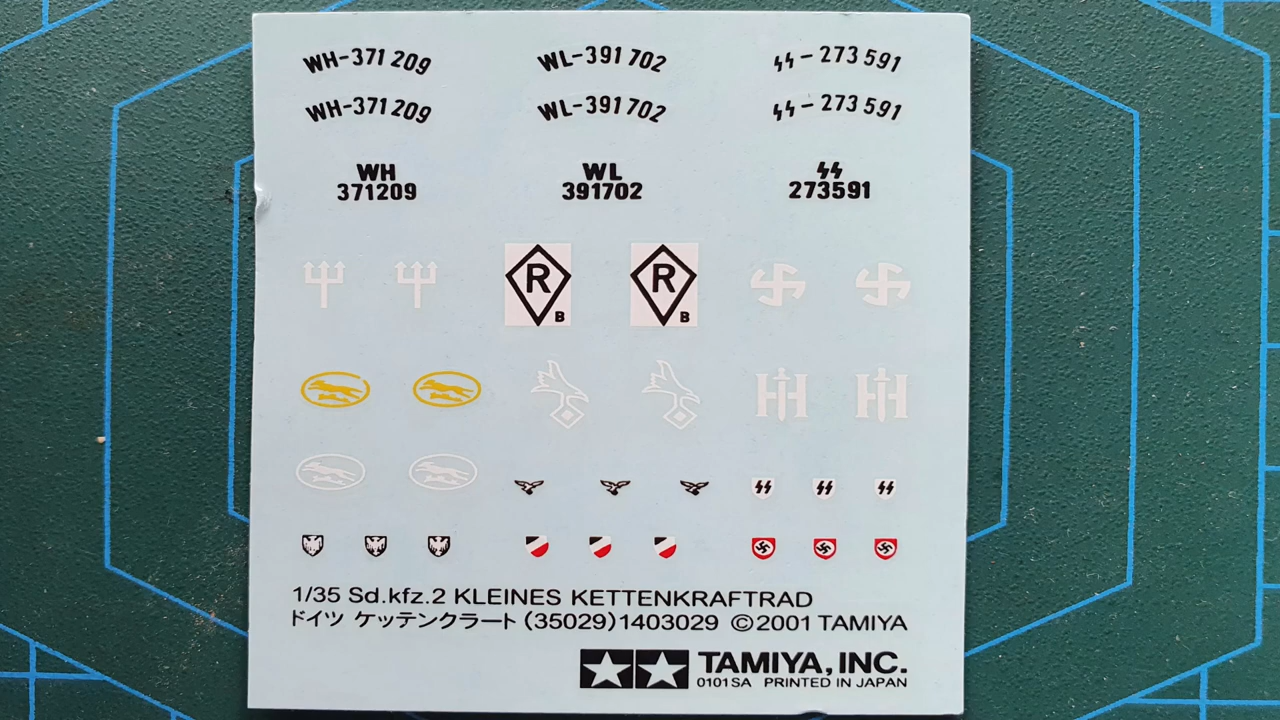 WH-371 209 WL-391 702 ϟϟ-273 591
WH-371 209 WL-391 702 ϟϟ-273 591
WH WL ϟϟ
371209 391702 273591
R R
B B
ϟϟ ϟϟ ϟϟ
1/35 Sd.kfz.2 KLEINES KETTENKRAFTRAD
ドイツ ケッテンクラート (35029)1403029 ©2001 TAMIYA
TAMIYA, INC.
0101SA PRINTED IN JAPAN